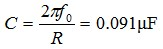 C = 2πf₀ / R = 0.091μF